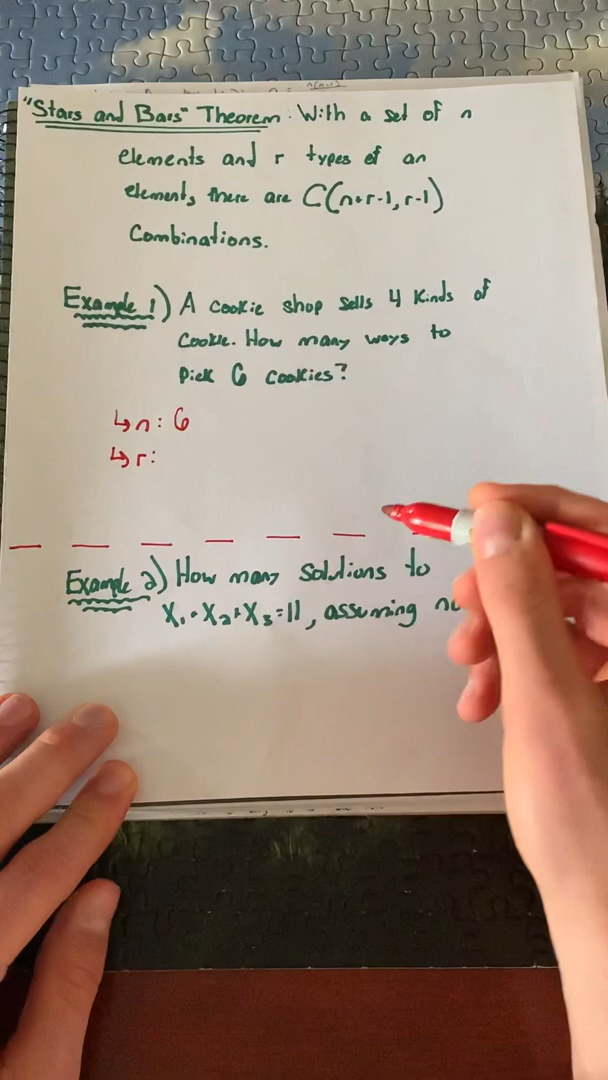 "Stars and Bars" Theorem: With a set of n
elements and r types of an
element, there are C(n+r-1, r-1)
Combinations.
Example 1) A cookie shop sells 4 kinds of
Cookie. How many ways to
Pick 6 cookies?
↳n: 6
↳r:
Example 2) How many solutions to
X₁+X₂+X₃=11, assuming